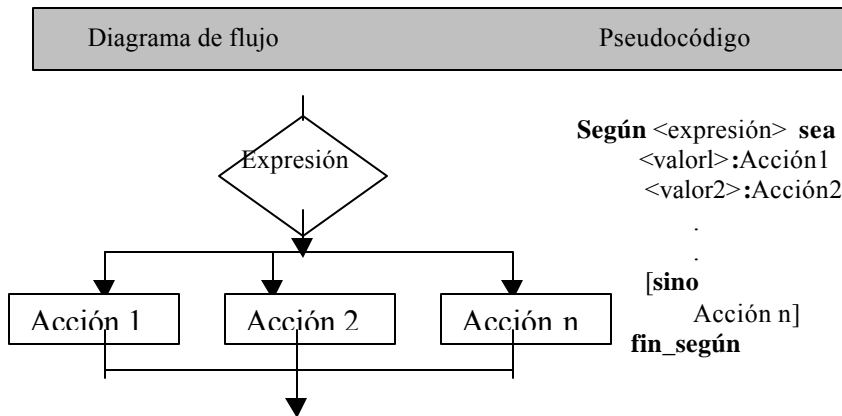 Diagrama de flujo
Pseudocódigo
Expresión
Acción 1
Acción 2
Acción n
Según <expresión> sea
<valorl>:Acción1
<valor2>:Acción2
.
.
[sino
Acción n]
fin_según